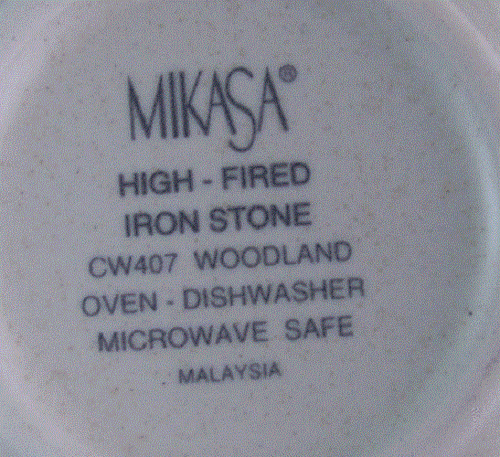 MIKASA®
HIGH - FIRED
IRON STONE
CW407 WOODLAND
OVEN - DISHWASHER
MICROWAVE SAFE
MALAYSIA